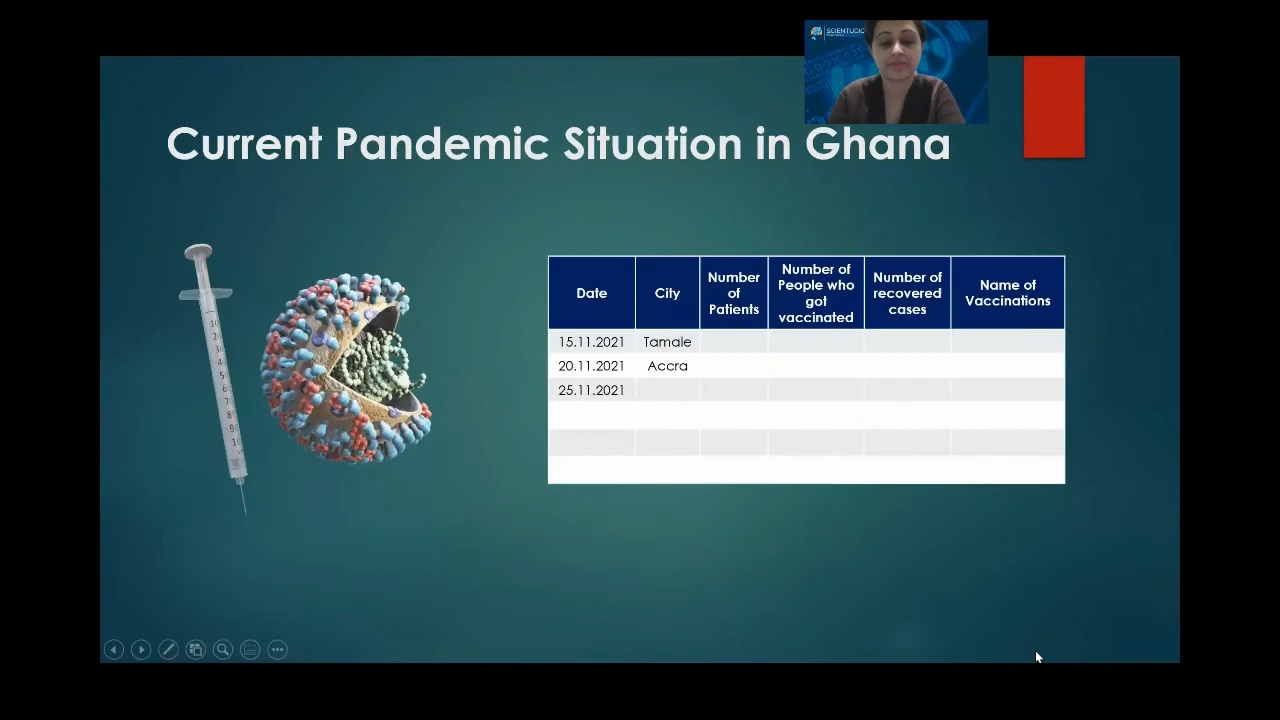 SCIENTUDIO
Current Pandemic Situation in Ghana
Date
City
Number
of
Patients
Number of
People who
got
vaccinated
Number of
recovered
cases
Name of
Vaccinations
15.11.2021 Tamale
20.11.2021 Accra
25.11.2021